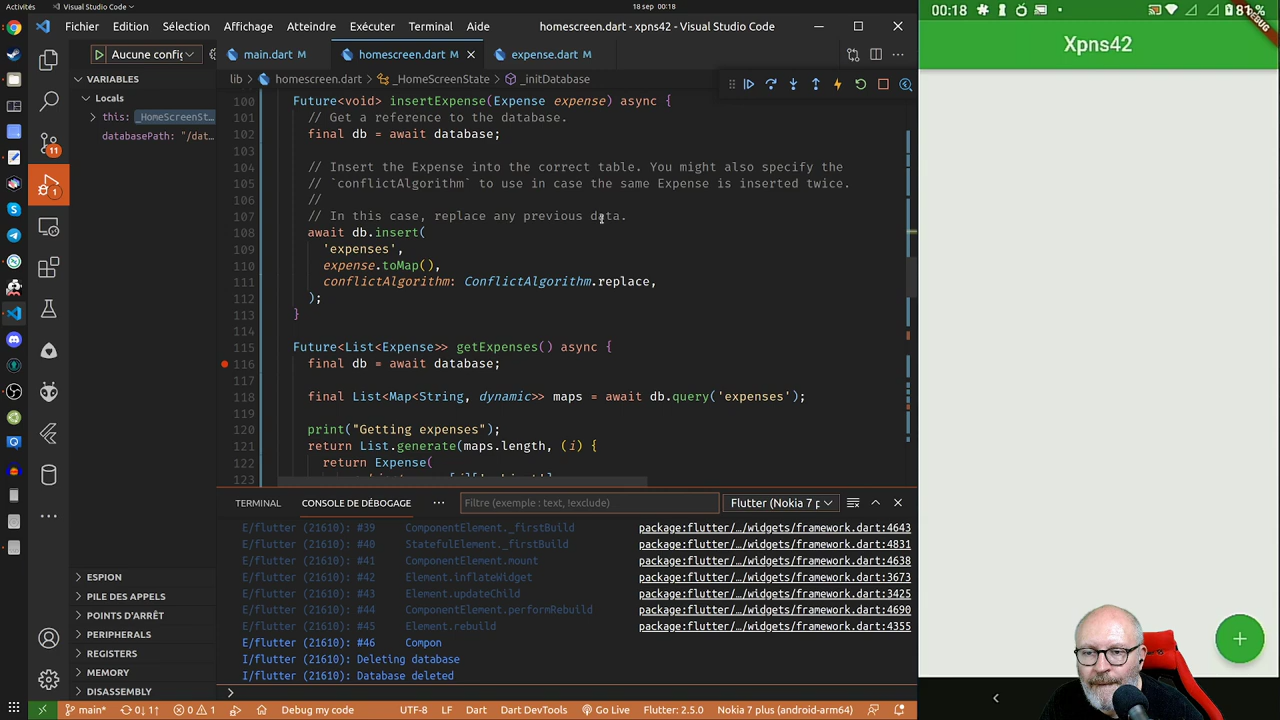 Activités
Visual Studio Code
18 sep 00:18
Fichier Edition Sélection
Affichage Atteindre Exécuter Terminal Aide
homescreen.dart - xpns42 - Visual Studio Code
Aucune config
main.dart M
homescreen.dart M
expense.dart M
lib > homescreen.dart > _HomeScreenState > _initDatabase
VARIABLES
Locals
this: _HomeScreenSt…
databasePath: "/dat…
100 Future<void> insertExpense(Expense expense) async {
101 // Get a reference to the database.
102 final db = await database;
103
104 // Insert the Expense into the correct table. You might also specify the
105 // `conflictAlgorithm` to use in case the same Expense is inserted twice.
106 //
107 // In this case, replace any previous data.
108 await db.insert(
109 'expenses',
110 expense.toMap(),
111 conflictAlgorithm: ConflictAlgorithm.replace,
112 );
113 }
114
115 Future<List<Expense>> getExpenses() async {
116 final db = await database;
117
118 final List<Map<String, dynamic>> maps = await db.query('expenses');
119
120 print("Getting expenses");
121 return List.generate(maps.length, (i) {
122 return Expense(
123
11
1
ESPION
PILE DES APPELS
POINTS D'ARRÊT
PERIPHERALS
REGISTERS
MEMORY
DISASSEMBLY
TERMINAL CONSOLE DE DÉBOGAGE
Filtre (exemple : text, !exclude)
Flutter (Nokia 7 p
E/flutter (21610): #39 ComponentElement._firstBuild package:flutter/…/widgets/framework.dart:4643
E/flutter (21610): #40 StatefulElement._firstBuild package:flutter/…/widgets/framework.dart:4831
E/flutter (21610): #41 ComponentElement.mount package:flutter/…/widgets/framework.dart:4638
E/flutter (21610): #42 Element.inflateWidget package:flutter/…/widgets/framework.dart:3673
E/flutter (21610): #43 Element.updateChild package:flutter/…/widgets/framework.dart:3425
E/flutter (21610): #44 ComponentElement.performRebuild package:flutter/…/widgets/framework.dart:4690
E/flutter (21610): #45 Element.rebuild package:flutter/…/widgets/framework.dart:4355
E/flutter (21610): #46 Compon
I/flutter (21610): Deleting database
I/flutter (21610): Database deleted
main* 0↓ 1↑ 0 1 Debug my code UTF-8 LF Dart Dart DevTools Go Live Flutter: 2.5.0 Nokia 7 plus (android-arm64)
00:18
81%
DEBUG
Xpns42